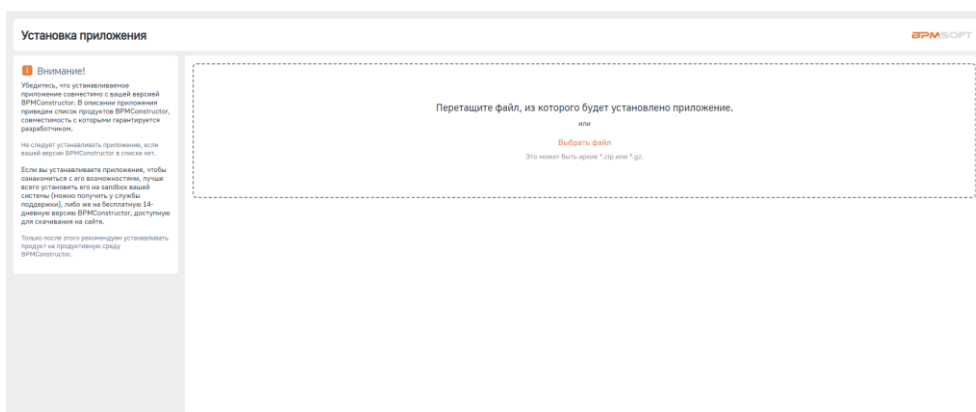 Установка приложения
BPMSOFT
Внимание!
Убедитесь, что устанавливаемое
приложение совместимо с вашей версией
BPMConstructor. В описании приложения
приведен список продуктов BPMConstructor,
совместимость с которыми гарантируется
разработчиком.
Не следует устанавливать приложение, если
вашей версии BPMConstructor в списке нет.
Если вы устанавливаете приложение, чтобы
ознакомиться с его возможностями, лучше
всего установить его на sandbox вашей
системы (можно получить у службы
поддержки), либо же на бесплатную 14-
дневную версию BPMConstructor, доступную
для скачивания на сайте.
Только после этого рекомендуем устанавливать
продукт на продуктивную среду
BPMConstructor.
Перетащите файл, из которого будет установлено приложение.
или
Выбрать файл
Это может быть архив *.zip или *.gz.